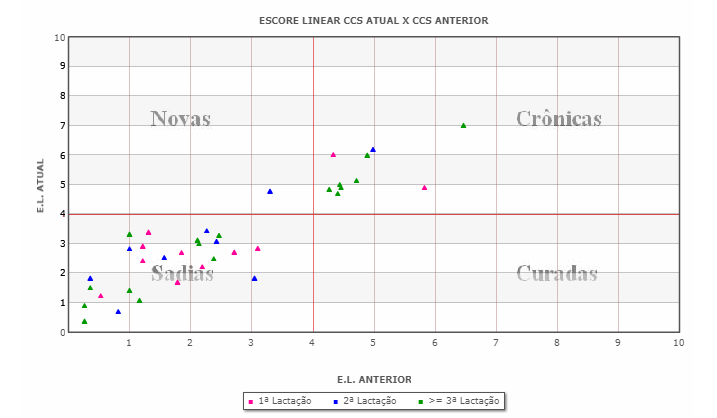 ESCORE LINEAR CCS ATUAL X CCS ANTERIOR
10
9
8
7
6
5
4
3
2
1
0
E.L. ATUAL
Novas
Crônicas
Sadias
Curadas
1 2 3 4 5 6 7 8 9 10
E.L. ANTERIOR
1ª Lactação 2ª Lactação >= 3ª Lactação